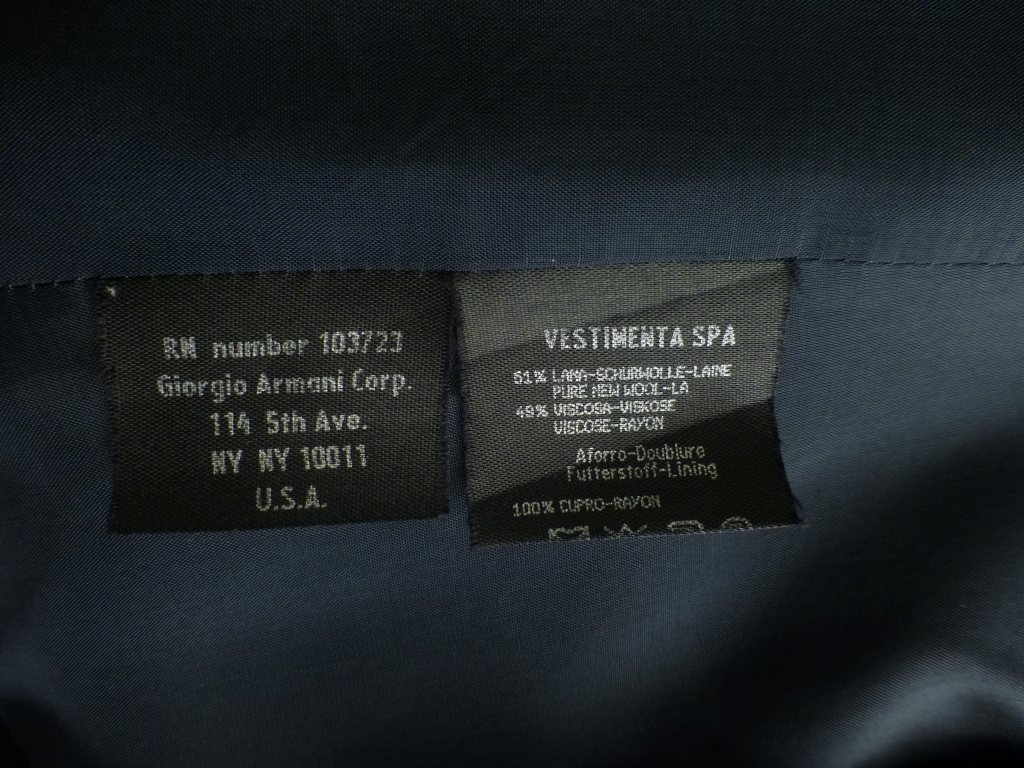 RN number 103723
Giorgio Armani Corp.
114 5th Ave.
NY NY 10011
U.S.A.
VESTIMENTA SPA
51% LANA-SCHURWOLLE-LAINE
PURE NEW WOOL-LA
49% VISCOSA-VISKOSE
VISCOSE-RAYON
Aforro-Doublure
Futterstoff-Lining
100% CUPRO-RAYON